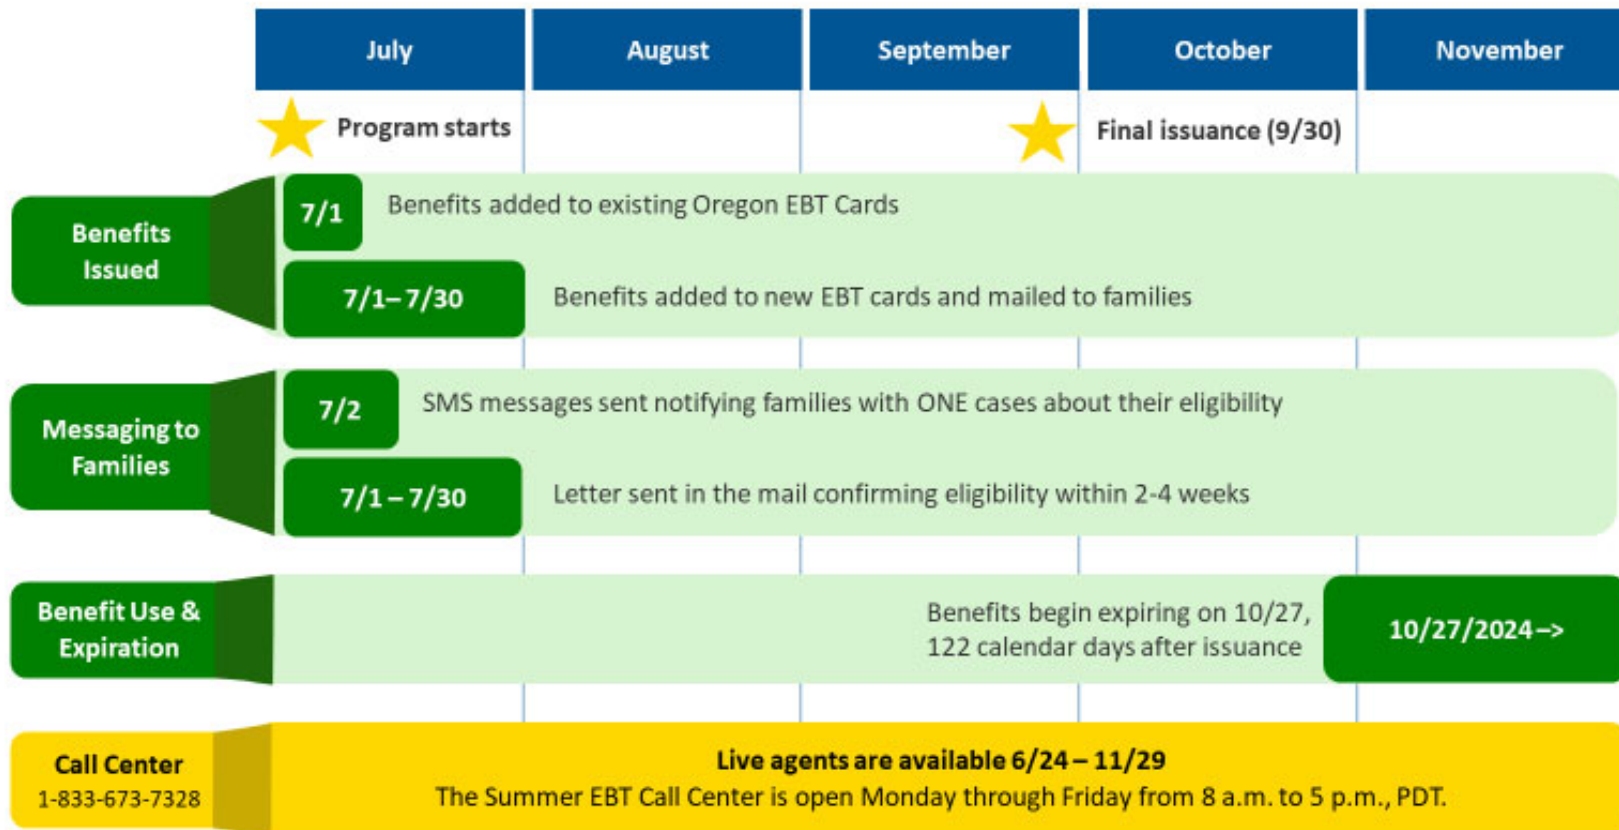 July
August
September
October
November
Program starts
Final issuance (9/30)
Benefits
Issued
7/1
Benefits added to existing Oregon EBT Cards
7/1– 7/30
Benefits added to new EBT cards and mailed to families
Messaging to
Families
7/2
SMS messages sent notifying families with ONE cases about their eligibility
7/1 – 7/30
Letter sent in the mail confirming eligibility within 2-4 weeks
Benefit Use &
Expiration
Benefits begin expiring on 10/27,
122 calendar days after issuance
10/27/2024–>
Call Center
1-833-673-7328
Live agents are available 6/24 – 11/29
The Summer EBT Call Center is open Monday through Friday from 8 a.m. to 5 p.m., PDT.